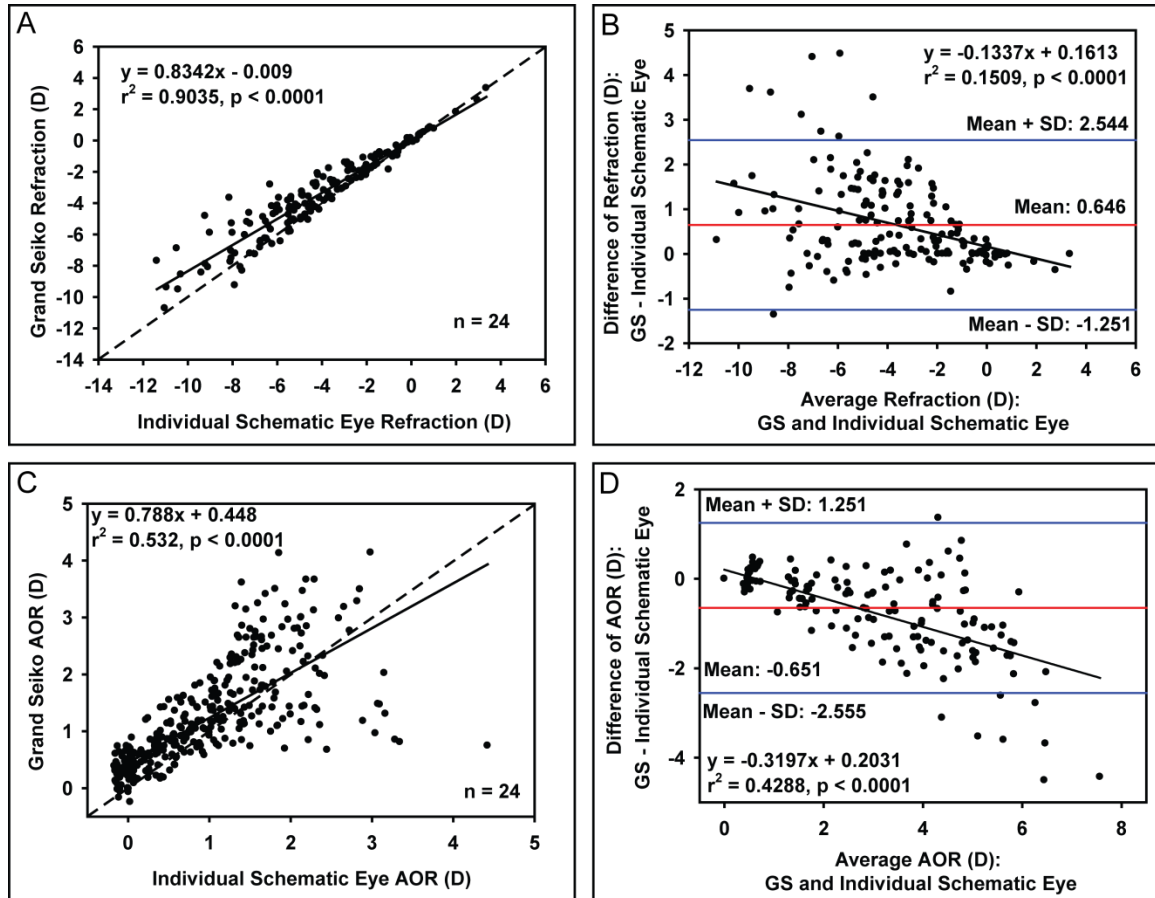 A
y = 0.8342x - 0.009
r² = 0.9035, p < 0.0001
Grand Seiko Refraction (D)
6
4
2
0
-2
-4
-6
-8
-10
-12
-14
n = 24
-14 -12 -10 -8 -6 -4 -2 0 2 4 6
Individual Schematic Eye Refraction (D)
B
y = -0.1337x + 0.1613
r² = 0.1509, p < 0.0001
Difference of Refraction (D):
GS - Individual Schematic Eye
5
4
3
2
1
0
-1
-2
Mean + SD: 2.544
Mean: 0.646
Mean - SD: -1.251
-12 -10 -8 -6 -4 -2 0 2 4 6
Average Refraction (D):
GS and Individual Schematic Eye
C
y = 0.788x + 0.448
r² = 0.532, p < 0.0001
Grand Seiko AOR (D)
5
4
3
2
1
0
n = 24
0 1 2 3 4 5
Individual Schematic Eye AOR (D)
D
Mean + SD: 1.251
Difference of AOR (D):
GS - Individual Schematic Eye
2
0
-2
-4
Mean: -0.651
Mean - SD: -2.555
y = -0.3197x + 0.2031
r² = 0.4288, p < 0.0001
0 2 4 6 8
Average AOR (D):
GS and Individual Schematic Eye